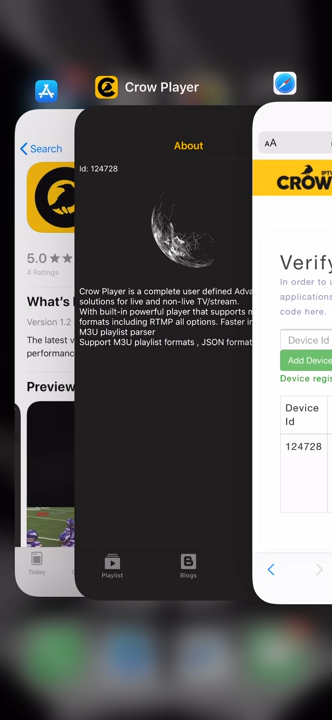 Crow Player
Search
5.0
4 Ratings
What's
Version 1.2
The latest
performanc
Preview
Today
About
Id: 124728
Crow Player is a complete user defined Adva
solutions for live and non-live TV/stream.
With built-in powerful player that supports m
formats including RTMP all options. Faster in
M3U playlist parser
Support M3U playlist formats , JSON format
Playlist
Blogs
AA
IPTV
CROW
Verify
In order to u
applications
code here.
Device Id
Add Device
Device regis
Device
Id
124728